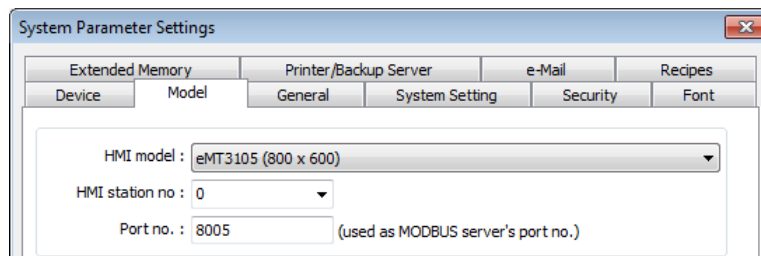 System Parameter Settings
Extended Memory Printer/Backup Server e-Mail Recipes
Device Model General System Setting Security Font
HMI model : eMT3105 (800 x 600)
HMI station no : 0
Port no. : 8005 (used as MODBUS server's port no.)